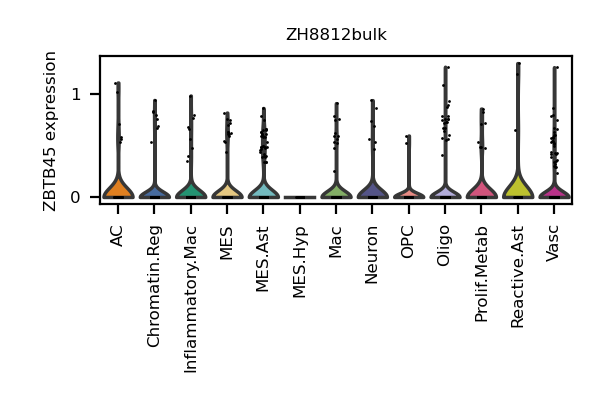 ZH8812bulk
ZBTB45 expression
1
0
AC
Chromatin.Reg
Inflammatory.Mac
MES
MES.Ast
MES.Hyp
Mac
Neuron
OPC
Oligo
Prolif.Metab
Reactive.Ast
Vasc